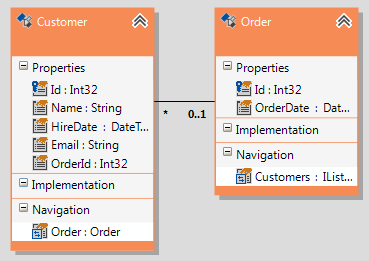 Customer
Properties
Id : Int32
Name : String
HireDate : DateT...
Email : String
OrderId : Int32
Implementation
Navigation
Order : Order
* 0..1
Order
Properties
Id : Int32
OrderDate : Dat...
Implementation
Navigation
Customers : IList...